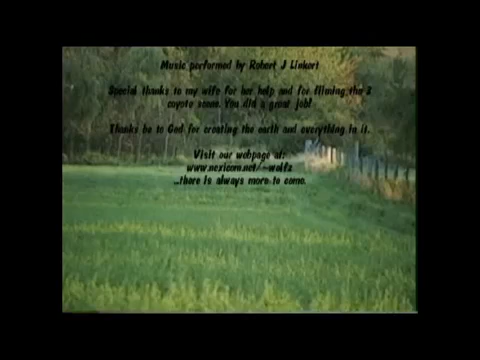 Music performed by Robert J Linkert
Special thanks to my wife for her help and for filming the 3
coyote scene. You did a great job!
Thanks be to God for creating the earth and everything in it.
Visit our webpage at:
www.nexicom.net/~wolfz
...there is always more to come.